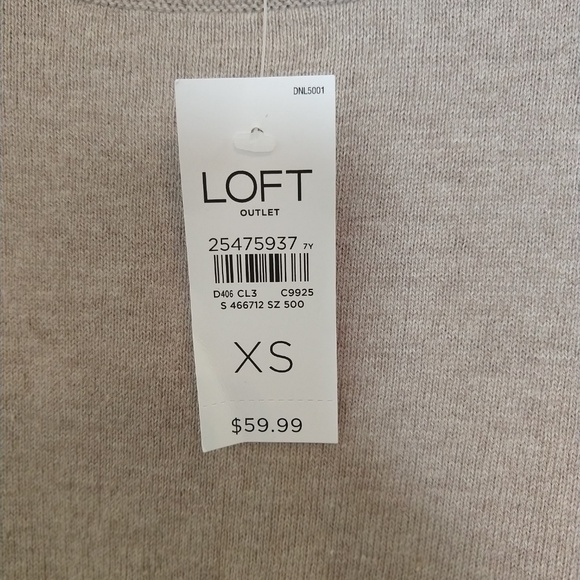 DNL5001
LOFT
OUTLET
25475937 7Y
D406 CL3 C9925
S 466712 SZ 500
XS
$59.99